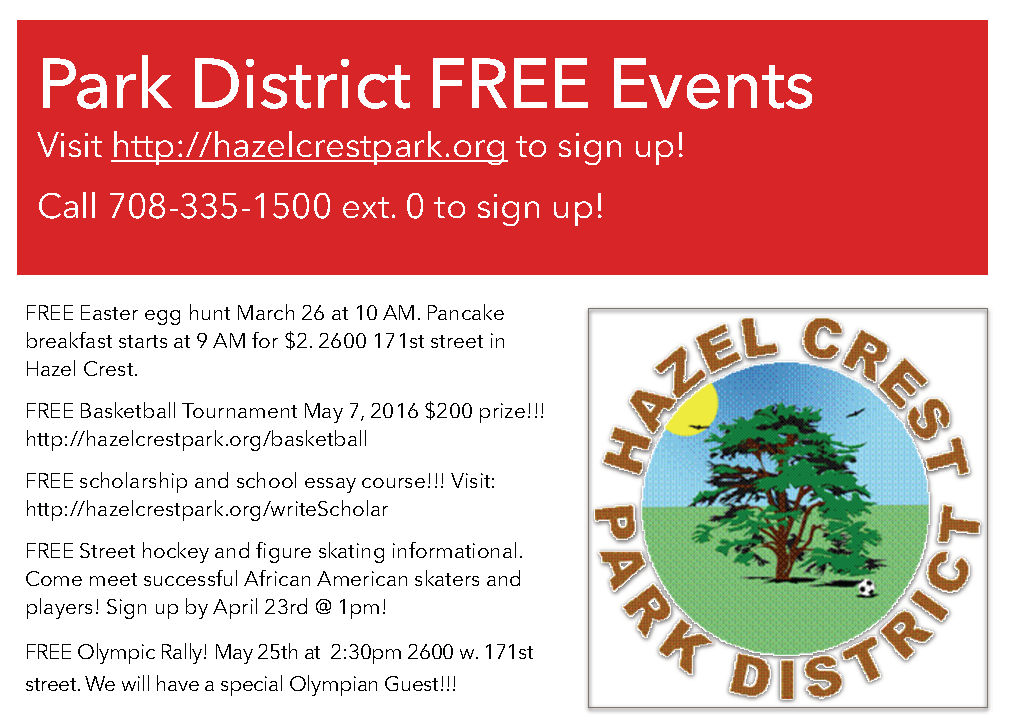 Park District FREE Events
Visit http://hazelcrestpark.org to sign up!
Call 708-335-1500 ext. 0 to sign up!
FREE Easter egg hunt March 26 at 10 AM. Pancake
breakfast starts at 9 AM for $2. 2600 171st street in
Hazel Crest.
FREE Basketball Tournament May 7, 2016 $200 prize!!!
http://hazelcrestpark.org/basketball
FREE scholarship and school essay course!!! Visit:
http://hazelcrestpark.org/writeScholar
FREE Street hockey and figure skating informational.
Come meet successful African American skaters and
players! Sign up by April 23rd @ 1pm!
FREE Olympic Rally! May 25th at  2:30pm 2600 w. 171st
street. We will have a special Olympian Guest!!!
HAZEL CREST
PARK DISTRICT